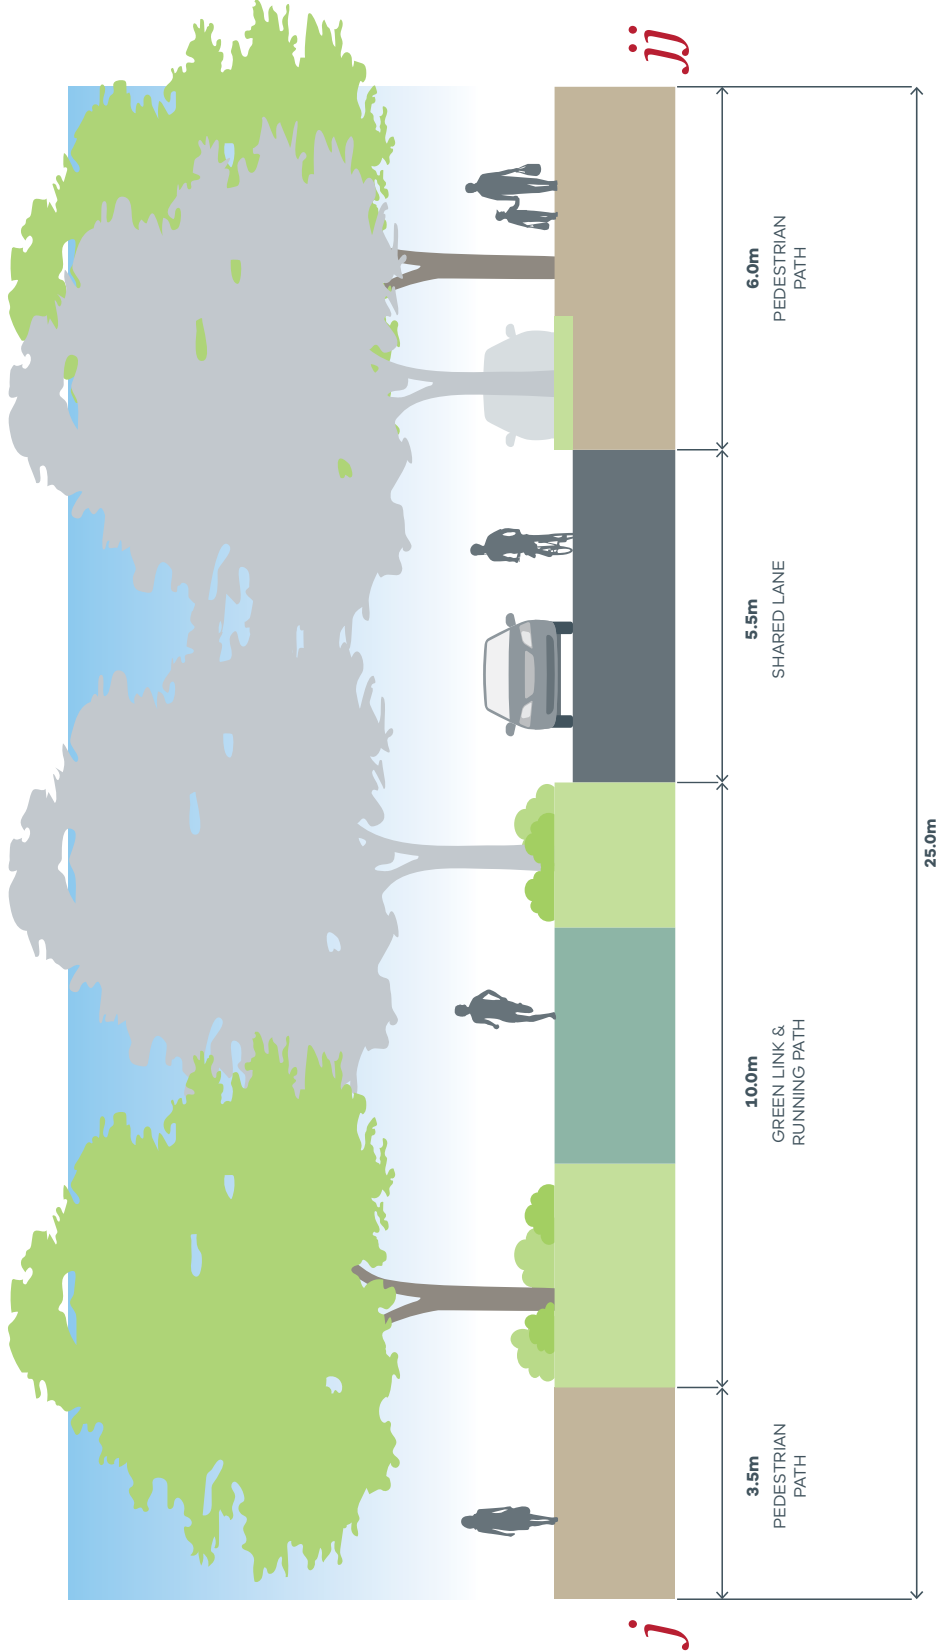 j
jj
3.5m
PEDESTRIAN
PATH
10.0m
GREEN LINK &
RUNNING PATH
5.5m
SHARED LANE
6.0m
PEDESTRIAN
PATH
25.0m